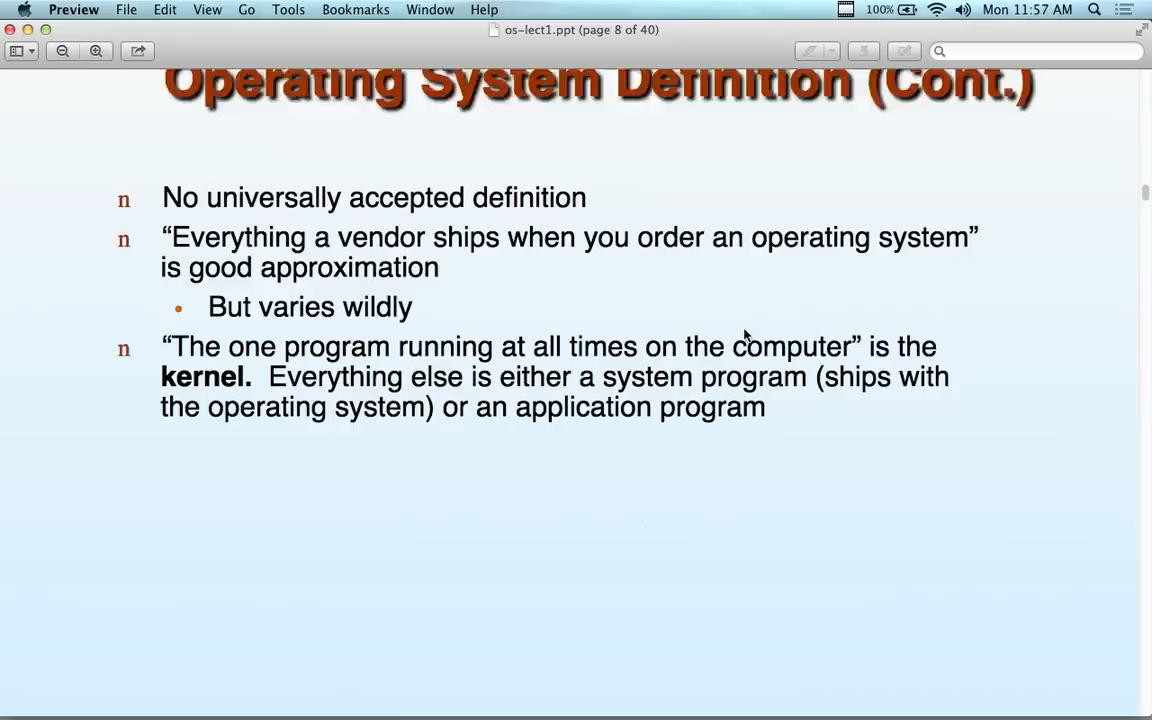 Preview File Edit View Go Tools Bookmarks Window Help 100% Mon 11:57 AM
os-lect1.ppt (page 8 of 40)
Operating System Definition (Cont.)
n No universally accepted definition
n “Everything a vendor ships when you order an operating system”
is good approximation
• But varies wildly
n “The one program running at all times on the computer” is the
kernel. Everything else is either a system program (ships with
the operating system) or an application program